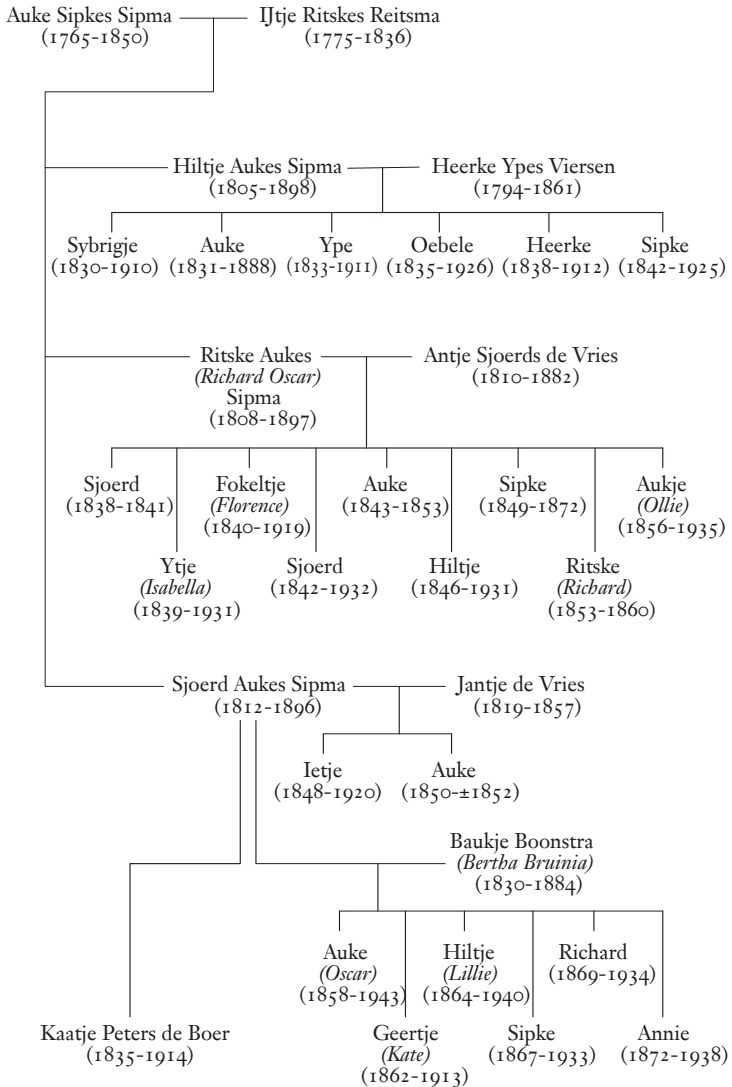 Auke Sipkes Sipma IJtje Ritskes Reitsma
(1765-1850) (1775-1836)
Hiltje Aukes Sipma Heerke Ypes Viersen
(1805-1898) (1794-1861)
Sybrigje Auke Ype Oebele Heerke Sipke
(1830-1910) (1831-1888) (1833-1911) (1835-1926) (1838-1912) (1842-1925)
Ritske Aukes Antje Sjoerds de Vries
(Richard Oscar) (1810-1882)
Sipma
(1808-1897)
Sjoerd Fokeltje Auke Sipke Aukje
(1838-1841) (Florence) (1843-1853) (1849-1872) (Ollie)
(1840-1919) (1856-1935)
Ytje Sjoerd Hiltje Ritske
(Isabella) (1842-1932) (1846-1931) (Richard)
(1839-1931) (1853-1860)
Sjoerd Aukes Sipma Jantje de Vries
(1812-1896) (1819-1857)
Ietje Auke
(1848-1920) (1850-±1852)
Baukje Boonstra
(Bertha Bruinia)
(1830-1884)
Auke Hiltje Richard
(Oscar) (Lillie) (1869-1934)
(1858-1943) (1864-1940)
Kaatje Peters de Boer Geertje Sipke Annie
(1835-1914) (Kate) (1867-1933) (1872-1938)
(1862-1913)